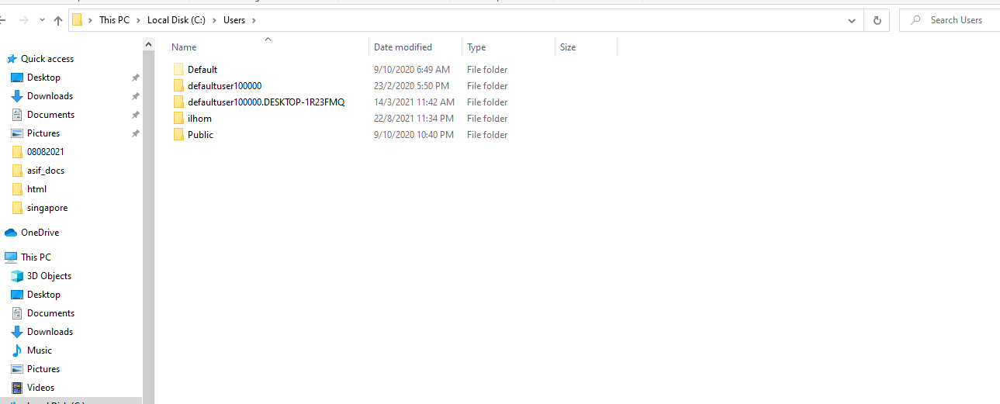 This PC > Local Disk (C:) > Users >
Search Users
Quick access
Desktop
Downloads
Documents
Pictures
08082021
asif_docs
html
singapore
OneDrive
This PC
3D Objects
Desktop
Documents
Downloads
Music
Pictures
Videos
Name Date modified Type Size
Default 9/10/2020 6:49 AM File folder
defaultuser100000 23/2/2020 5:50 PM File folder
defaultuser100000.DESKTOP-1R23FMQ 14/3/2021 11:42 AM File folder
ilhom 22/8/2021 11:34 PM File folder
Public 9/10/2020 10:40 PM File folder